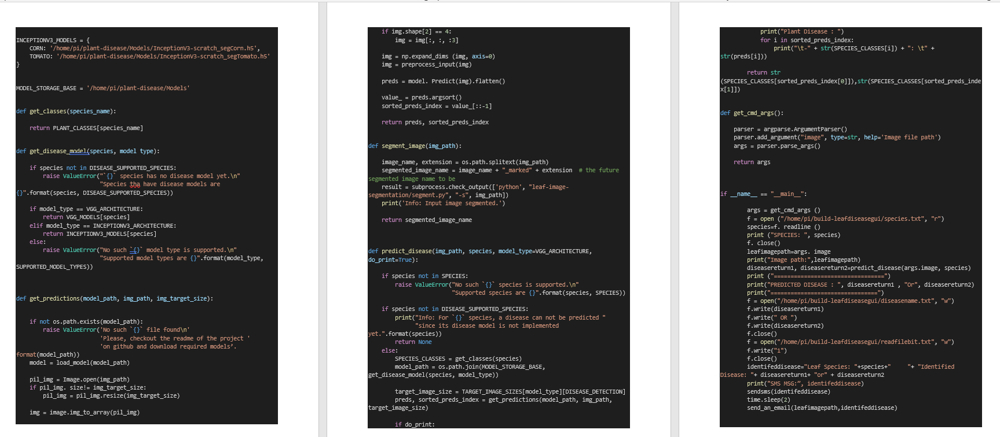 INCEPTIONV3_MODELS = {
    CORN: '/home/pi/plant-disease/Models/InceptionV3-scratch_segCorn.h5',
    TOMATO: '/home/pi/plant-disease/Models/InceptionV3-scratch_segTomato.h5'
}
MODEL_STORAGE_BASE = '/home/pi/plant-disease/Models'
def get_classes(species_name):
    return PLANT_CLASSES[species_name]
def get_disease_model(species, model type):
    if species not in DISEASE_SUPPORTED_SPECIES:
        raise ValueError("`{}` species has no disease model yet.\n"
                         "Species tha have disease models are
{}".format(species, DISEASE_SUPPORTED_SPECIES))
    if model_type == VGG_ARCHITECTURE:
        return VGG_MODELS[species]
    elif model_type == INCEPTIONV3_ARCHITECTURE:
        return INCEPTIONV3_MODELS[species]
    else:
        raise ValueError("No such `{}` model type is supported.\n"
                         "Supported model types are {}".format(model_type,
SUPPORTED_MODEL_TYPES))
def get_predictions(model_path, img_path, img_target_size):
    if not os.path.exists(model_path):
        raise ValueError('No such `{}` file found\n'
                         'Please, checkout the readme of the project '
                         'on github and download required models’.
format(model_path))
    model = load_model(model_path)
    pil_img = Image.open(img_path)
    if pil_img. size!= img_target_size:
        pil_img = pil_img.resize(img_target_size)
    img = image.img_to_array(pil_img)
    if img.shape[2] == 4:
        img = img[:, :, :3]
    img = np.expand_dims (img, axis=0)
    img = preprocess_input(img)
    preds = model. Predict(img).flatten()
    value_ = preds.argsort()
    sorted_preds_index = value_[::-1]
    return preds, sorted_preds_index
def segment_image(img_path):
    image_name, extension = os.path.splitext(img_path)
    segmented_image_name = image_name + "_marked" + extension  # the future
segmented image name to be
    result = subprocess.check_output(['python', "leaf-image-
segmentation/segment.py", "-s", img_path])
    print('Info: Input image segmented.')
    return segmented_image_name
def predict_disease(img_path, species, model_type=VGG_ARCHITECTURE,
do_print=True):
    if species not in SPECIES:
        raise ValueError("No such `{}` species is supported.\n"
                         "Supported species are {}".format(species, SPECIES))
    if species not in DISEASE_SUPPORTED_SPECIES:
        print("Info: For `{}` species, a disease can not be predicted "
              "since its disease model is not implemented
yet.".format(species))
        return None
    else:
        SPECIES_CLASSES = get_classes(species)
        model_path = os.path.join(MODEL_STORAGE_BASE,
get_disease_model(species, model_type))
        target_image_size = TARGET_IMAGE_SIZES[model_type][DISEASE_DETECTION]
        preds, sorted_preds_index = get_predictions(model_path, img_path,
target_image_size)
        if do_print:
            print("Plant Disease : ")
            for i in sorted_preds_index:
                print("\t-" + str(SPECIES_CLASSES[i]) + ": \t" +
str(preds[i]))
        return str
(SPECIES_CLASSES[sorted_preds_index[0]]),str(SPECIES_CLASSES[sorted_preds_inde
x[1]])
def get_cmd_args():
    parser = argparse.ArgumentParser()
    parser.add_argument("image", type=str, help='Image file path')
    args = parser.parse_args()
    return args
if __name__ == "__main__":
        args = get_cmd_args ()
        f = open ("/home/pi/build-leafdiseasegui/species.txt", "r")
        species=f. readline ()
        print ("SPECIES: ", species)
        f. close()
        leafimagepath=args. image
        print("Image path:",leafimagepath)
        diseasereturn1, diseasereturn2=predict_disease(args.image, species)
        print ("=================================")
        print("PREDICTED DISEASE : ", diseasereturn1 , "Or", diseasereturn2)
        print("================================")
        f = open("/home/pi/build-leafdiseasegui/diseasename.txt", "w")
        f.write(diseasereturn1)
        f.write(" OR ")
        f.write(diseasereturn2)
        f.close()
        f = open("/home/pi/build-leafdiseasegui/readfilebit.txt", "w")
        f.write("1")
        f.close()
        identifeddisease="Leaf Species: "+species+"     "+ "Identified
Disease: "+ diseasereturn1+ "or" + diseasereturn2
        print("SMS MSG:”, identifeddisease)
        sendsms(identifeddisease)
        time.sleep(2)
        send_an_email(leafimagepath,identifeddisease)